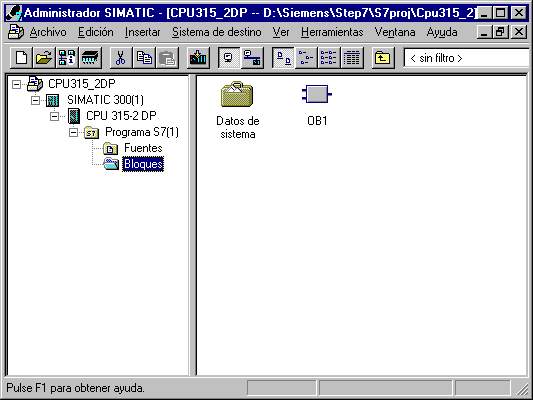 Administrador SIMATIC - [CPU315_2DP -- D:\Siemens\Step7\S7proj\Cpu315_2]
Archivo Edición Insertar Sistema de destino Ver Herramientas Ventana Ayuda
< sin filtro >
CPU315_2DP
SIMATIC 300(1)
CPU 315-2 DP
Programa S7(1)
Fuentes
Bloques
Datos de
sistema
OB1
Pulse F1 para obtener ayuda.